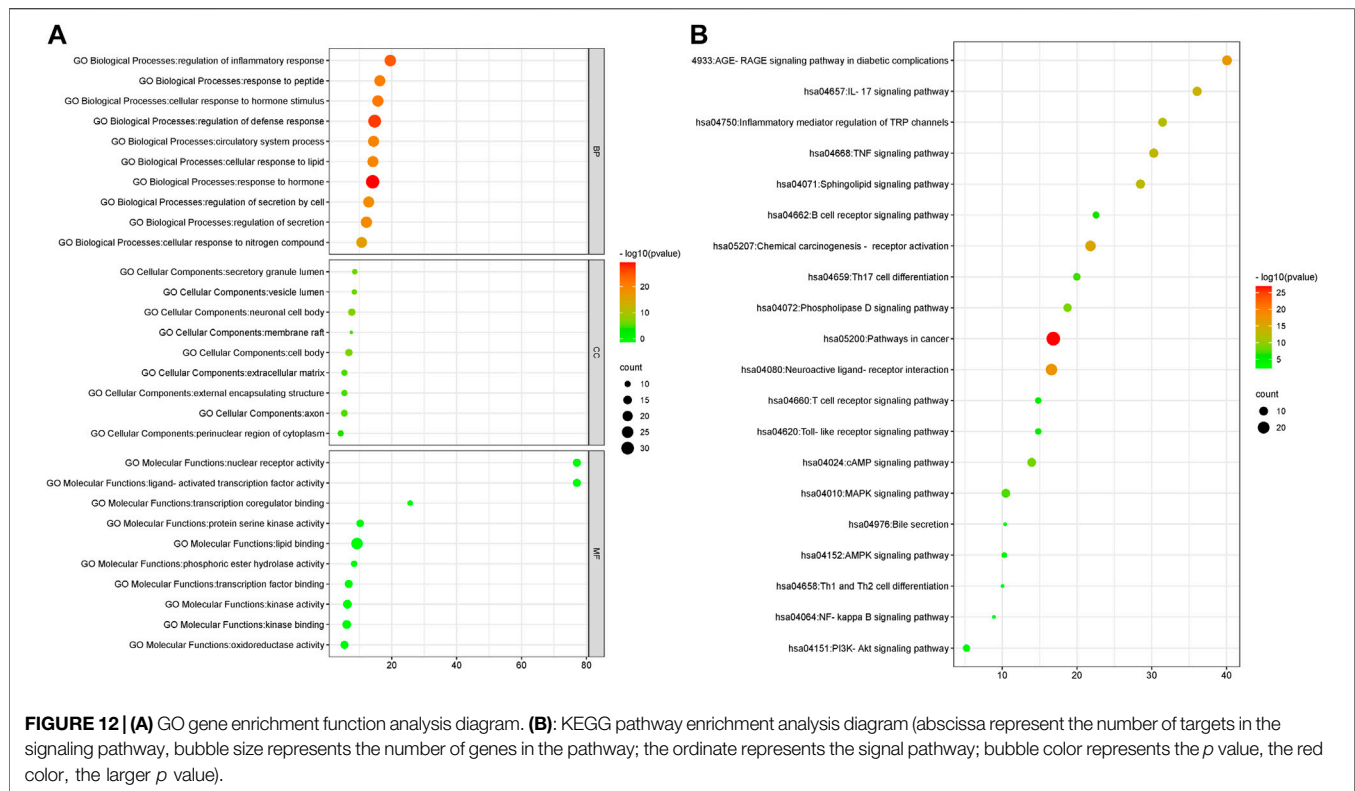 A
GO Biological Processes:regulation of inflammatory response
GO Biological Processes:response to peptide
GO Biological Processes:cellular response to hormone stimulus
GO Biological Processes:regulation of defense response
GO Biological Processes:circulatory system process
GO Biological Processes:cellular response to lipid
GO Biological Processes:response to hormone
GO Biological Processes:regulation of secretion by cell
GO Biological Processes:regulation of secretion
GO Biological Processes:cellular response to nitrogen compound
BP
GO Cellular Components:secretory granule lumen
GO Cellular Components:vesicle lumen
GO Cellular Components:neuronal cell body
GO Cellular Components:membrane raft
GO Cellular Components:cell body
GO Cellular Components:extracellular matrix
GO Cellular Components:external encapsulating structure
GO Cellular Components:axon
GO Cellular Components:perinuclear region of cytoplasm
CC
GO Molecular Functions:nuclear receptor activity
GO Molecular Functions:ligand- activated transcription factor activity
GO Molecular Functions:transcription coregulator binding
GO Molecular Functions:protein serine kinase activity
GO Molecular Functions:lipid binding
GO Molecular Functions:phosphoric ester hydrolase activity
GO Molecular Functions:transcription factor binding
GO Molecular Functions:kinase activity
GO Molecular Functions:kinase binding
GO Molecular Functions:oxidoreductase activity
MF
20 40 60 80
- log10(pvalue)
20
10
0
count
10
15
20
25
30
B
4933:AGE- RAGE signaling pathway in diabetic complications
hsa04657:IL- 17 signaling pathway
hsa04750:Inflammatory mediator regulation of TRP channels
hsa04668:TNF signaling pathway
hsa04071:Sphingolipid signaling pathway
hsa04662:B cell receptor signaling pathway
hsa05207:Chemical carcinogenesis - receptor activation
hsa04659:Th17 cell differentiation
hsa04072:Phospholipase D signaling pathway
hsa05200:Pathways in cancer
hsa04080:Neuroactive ligand- receptor interaction
hsa04660:T cell receptor signaling pathway
hsa04620:Toll- like receptor signaling pathway
hsa04024:cAMP signaling pathway
hsa04010:MAPK signaling pathway
hsa04976:Bile secretion
hsa04152:AMPK signaling pathway
hsa04658:Th1 and Th2 cell differentiation
hsa04064:NF- kappa B signaling pathway
hsa04151:PI3K- Akt signaling pathway
10 20 30 40
- log10(pvalue)
25
20
15
10
5
count
10
20
FIGURE 12 | (A) GO gene enrichment function analysis diagram. (B): KEGG pathway enrichment analysis diagram (abscissa represent the number of targets in the
signaling pathway, bubble size represents the number of genes in the pathway; the ordinate represents the signal pathway; bubble color represents the p value, the red
color, the larger p value).